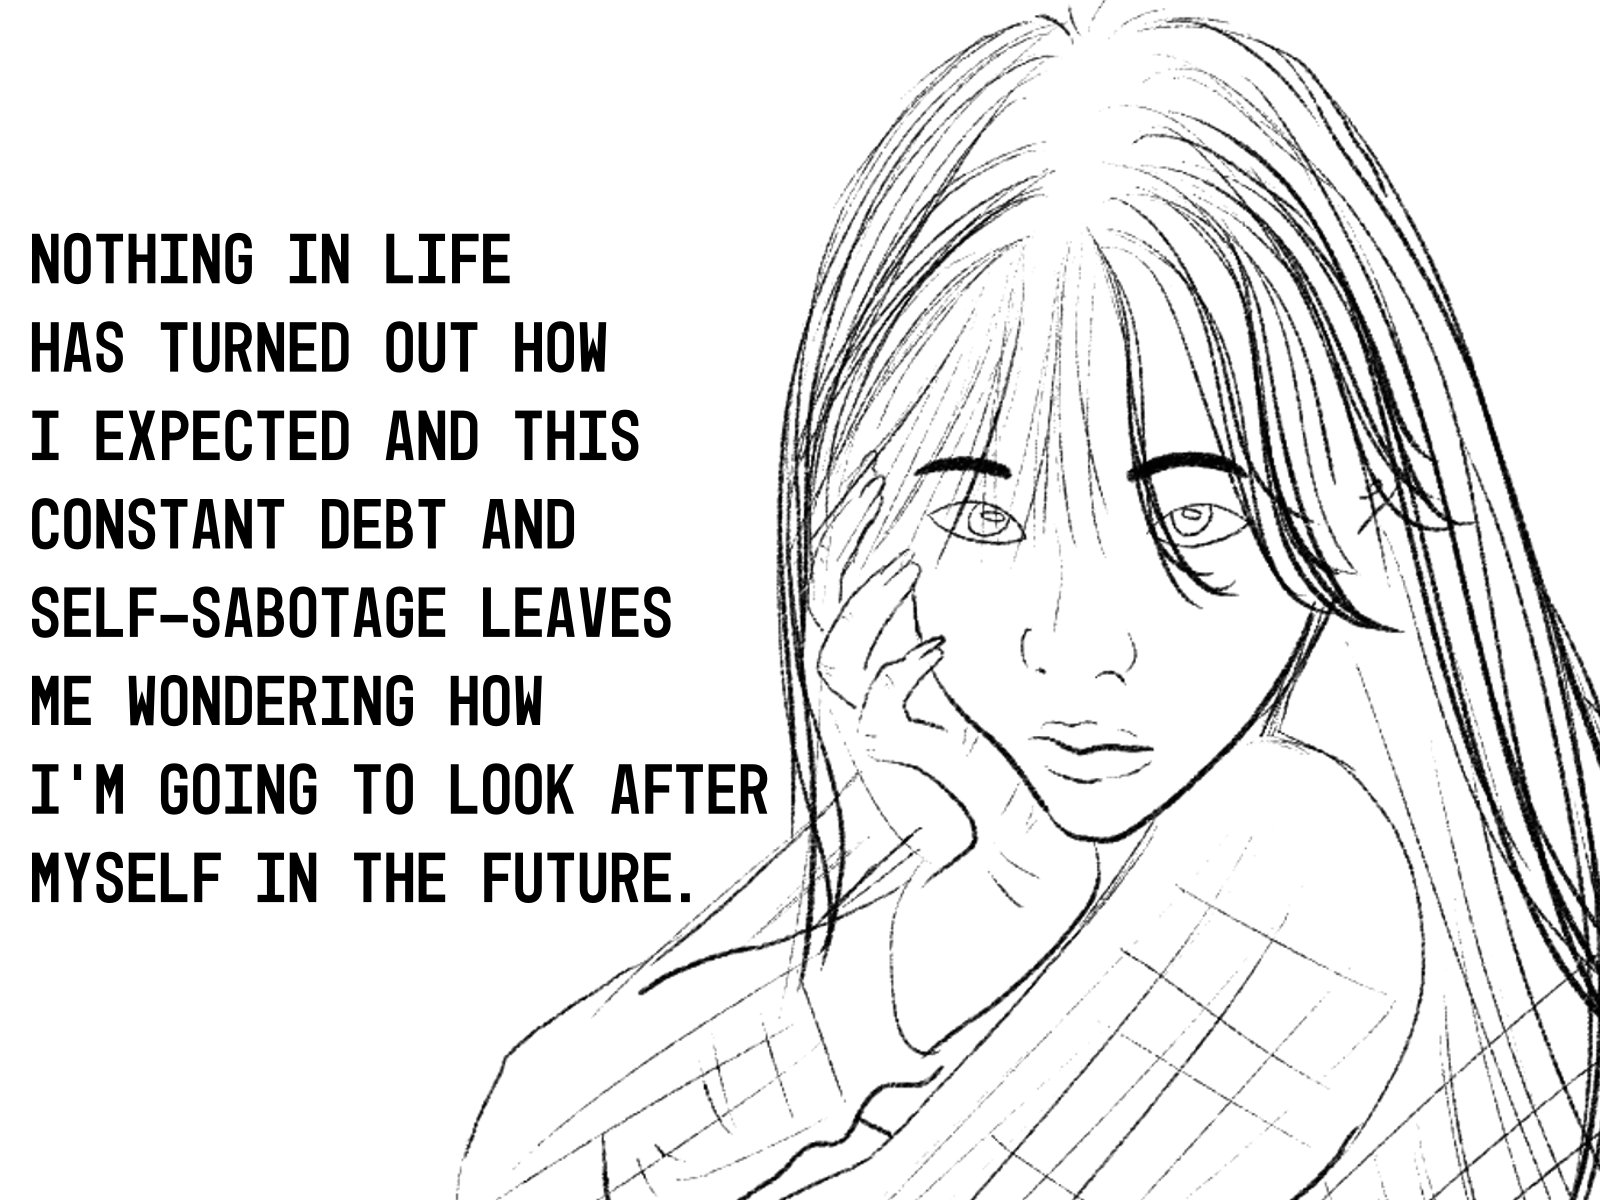 NOTHING IN LIFE
HAS TURNED OUT HOW
I EXPECTED AND THIS
CONSTANT DEBT AND
SELF-SABOTAGE LEAVES
ME WONDERING HOW
I'M GOING TO LOOK AFTER
MYSELF IN THE FUTURE.